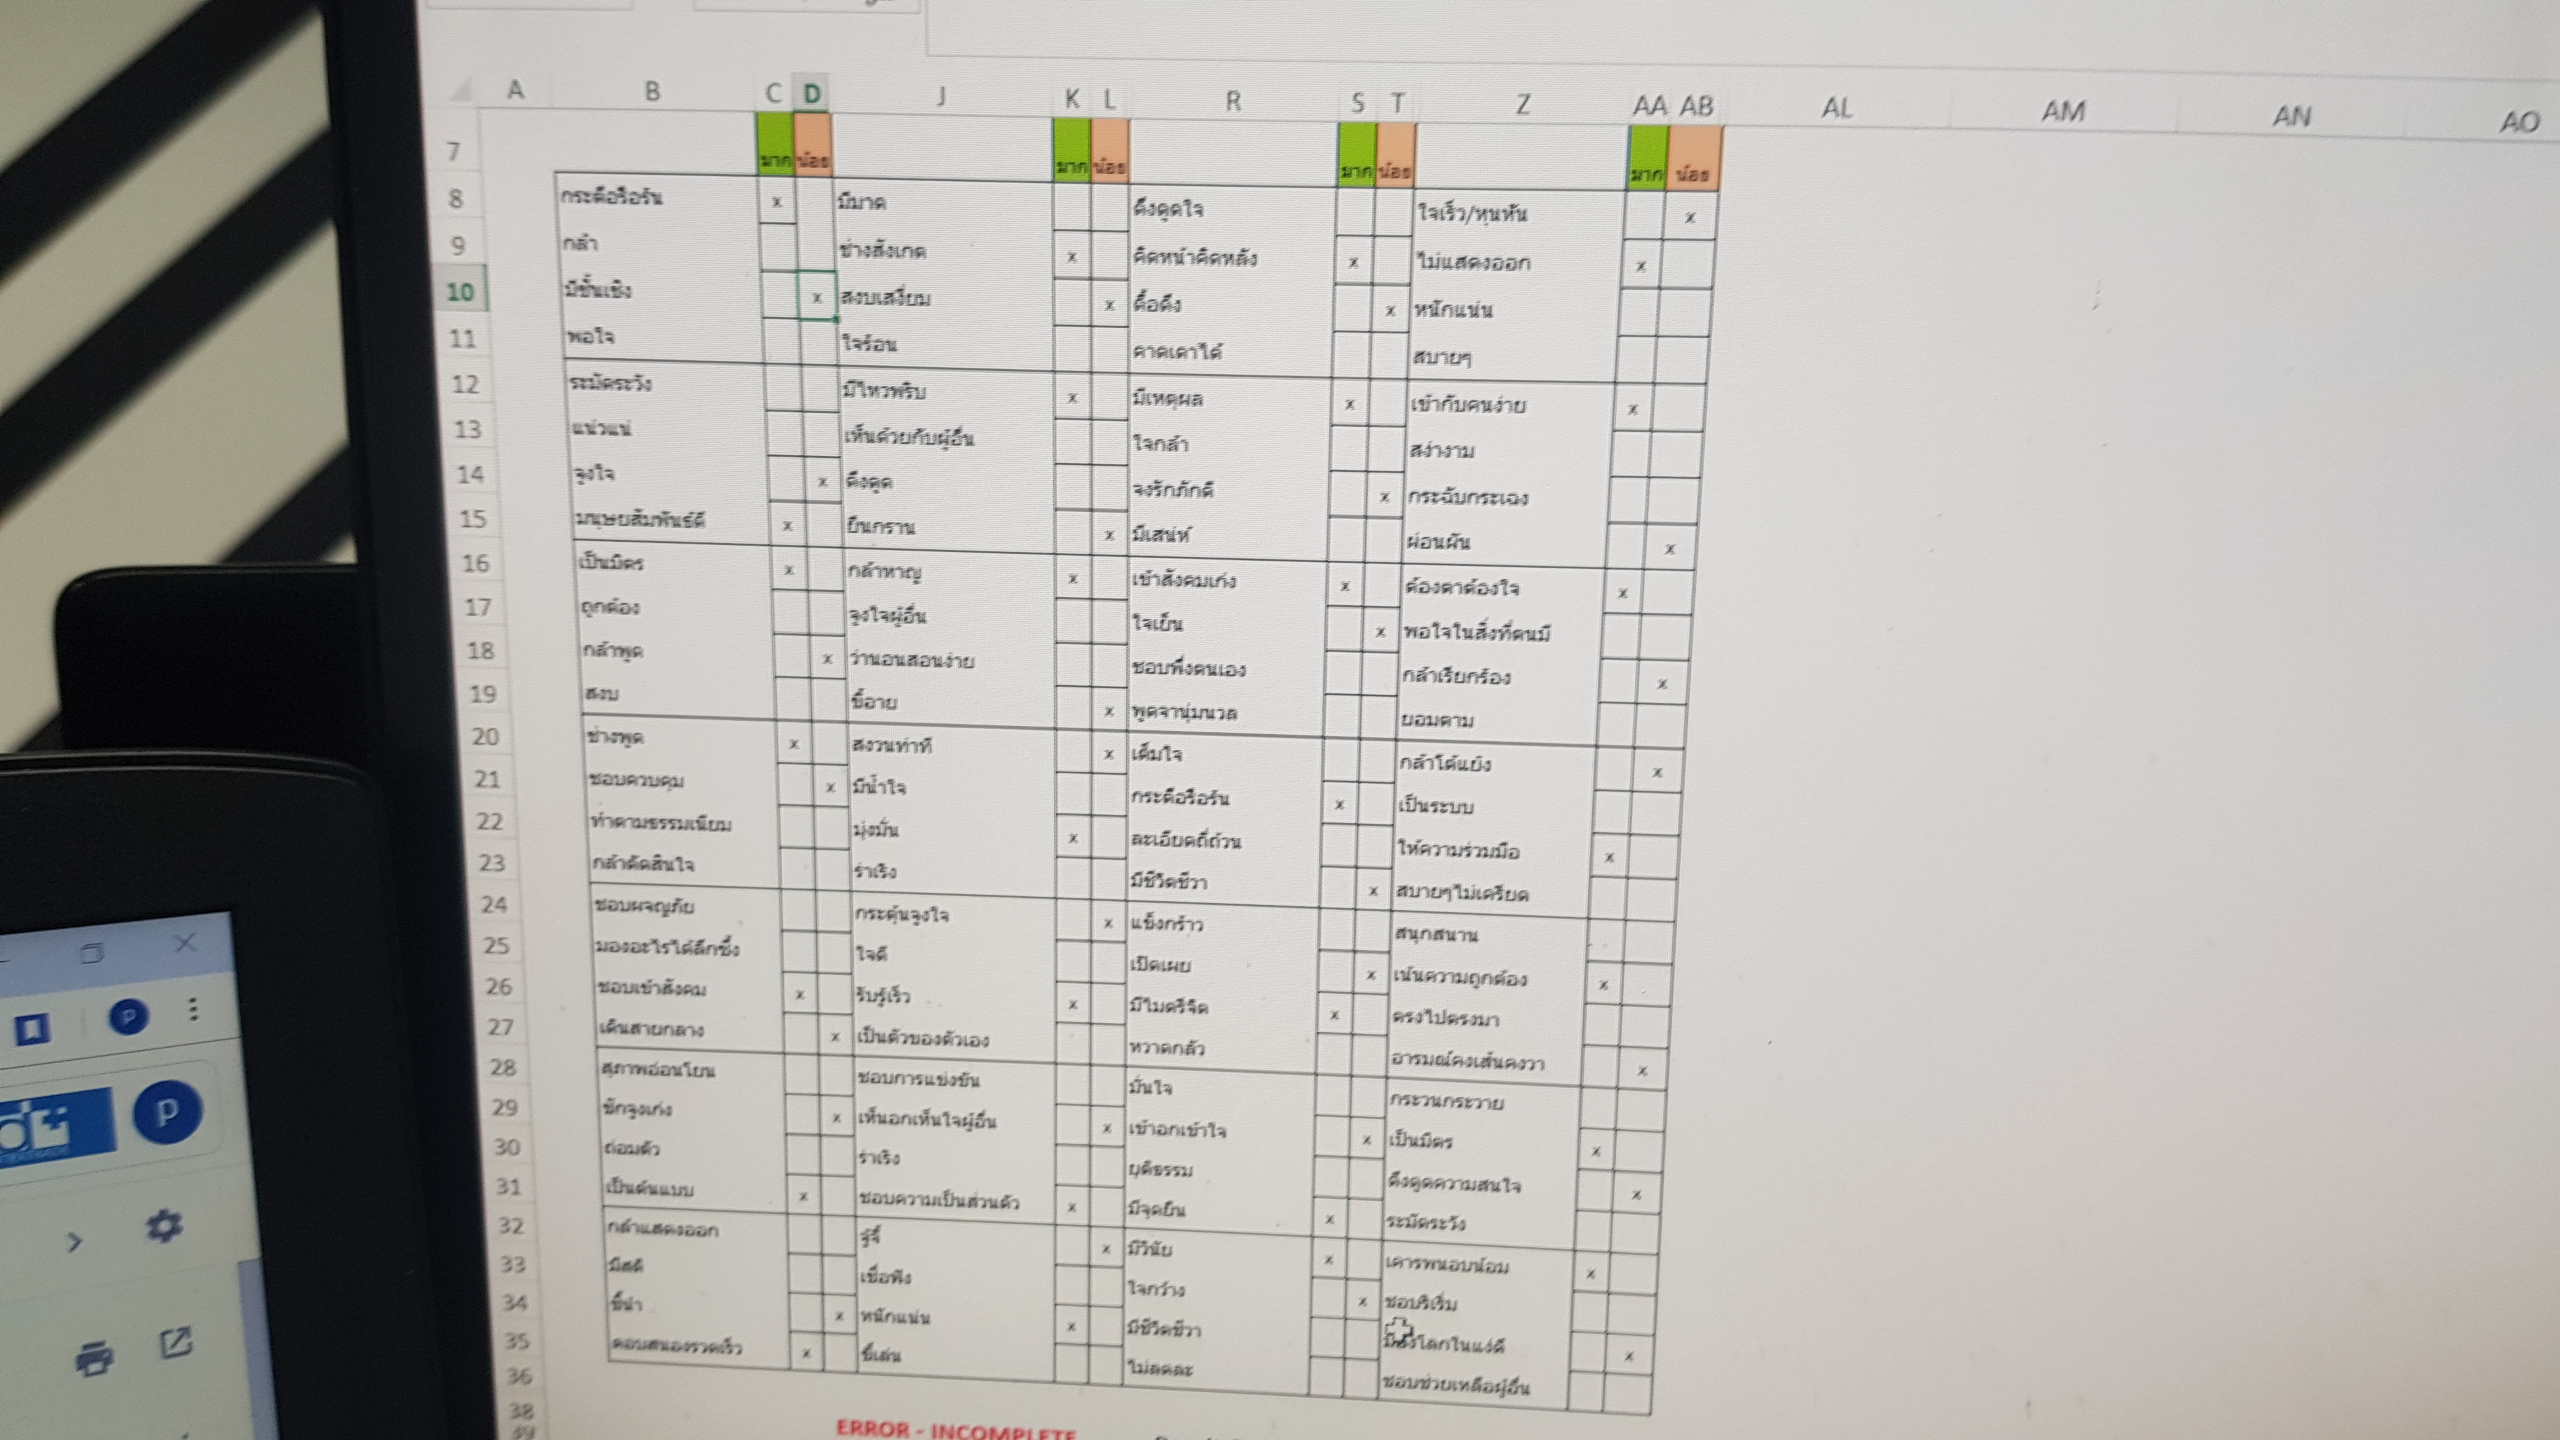 A B C D J K L R S T Z AA AB AL AM AN AO
7 มาก น้อย มาก น้อย มาก น้อย มาก น้อย
8 กระตือรือร้น x มีมาด ดึงดูดใจ ใจเร็ว/หุนหัน x
9 กล้า ช่างสังเกต x คิดหน้าคิดหลัง x ไม่แสดงออก x
10 มีชั้นเชิง x สงบเสงี่ยม x ดื้อดึง x หนักแน่น
11 พอใจ ใจร้อน คาดเดาได้ สบายๆ
12 ระมัดระวัง มีไหวพริบ x มีเหตุผล x เข้ากับคนง่าย x
13 แน่วแน่ เห็นด้วยกับผู้อื่น ใจกล้า สง่างาม
14 จูงใจ x ดึงดูด จงรักภักดี x กระฉับกระเฉง
15 มนุษยสัมพันธ์ดี x ยืนกราน x มีเสน่ห์ ผ่อนผัน x
16 เป็นมิตร x กล้าหาญ x เข้าสังคมเก่ง x ต้องตาต้องใจ x
17 ถูกต้อง จูงใจผู้อื่น ใจเย็น x พอใจในสิ่งที่ตนมี
18 กล้าพูด x ว่านอนสอนง่าย ชอบพึ่งตนเอง กล้าเรียกร้อง x
19 สงบ ขี้อาย x พูดจานุ่มนวล ยอมตาม
20 ช่างพูด x สงวนท่าที x เต็มใจ กล้าโต้แย้ง x
21 ชอบควบคุม x มีน้ำใจ กระตือรือร้น x เป็นระบบ
22 ทำตามธรรมเนียม มุ่งมั่น x ละเอียดถี่ถ้วน ให้ความร่วมมือ x
23 กล้าตัดสินใจ ร่าเริง มีชีวิตชีวา x สบายๆไม่เครียด
24 ชอบผจญภัย กระตุ้นจูงใจ x แข็งกร้าว สนุกสนาน
25 มองอะไรได้ลึกซึ้ง ใจดี เปิดเผย x เน้นความถูกต้อง x
26 ชอบเข้าสังคม x รับรู้เร็ว x มีไมตรีจิต x ตรงไปตรงมา
27 เดินสายกลาง x เป็นตัวของตัวเอง หวาดกลัว อารมณ์คงเส้นคงวา x
28 สุภาพอ่อนโยน ชอบการแข่งขัน มั่นใจ กระวนกระวาย
29 ชักจูงเก่ง x เห็นอกเห็นใจผู้อื่น x เข้าอกเข้าใจ x เป็นมิตร x
30 ถ่อมตัว ร่าเริง ยุติธรรม ดึงดูดความสนใจ x
31 เป็นต้นแบบ x ชอบความเป็นส่วนตัว x มีจุดยืน x ระมัดระวัง
32 กล้าแสดงออก จู้จี้ x มีวินัย x เคารพนอบน้อม x
33 มีสติ เชื่อฟัง ใจกว้าง x ชอบริเริ่ม
34 ชี้นำ x หนักแน่น x มีชีวิตชีวา โลกในแง่ดี x
35 ตอบสนองรวดเร็ว x ขี้เล่น ไม่ลดละ ชอบช่วยเหลือผู้อื่น
36
38
39
ERROR - INCOMPLETE
P
P